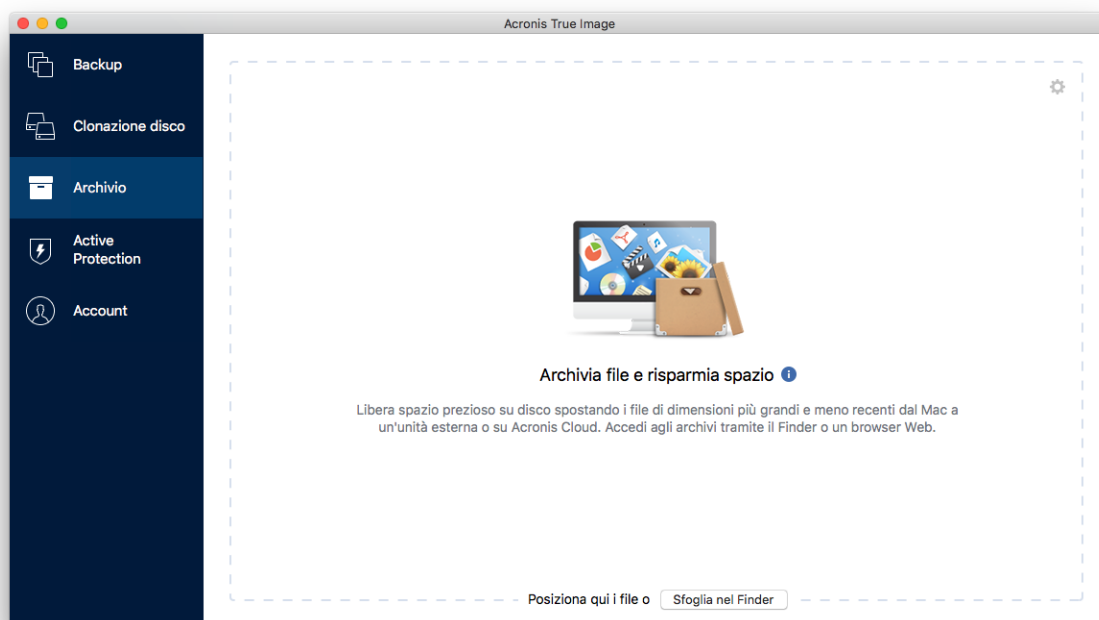 Acronis True Image
Backup
Clonazione disco
Archivio
Active
Protection
Account
Archivia file e risparmia spazio
Libera spazio prezioso su disco spostando i file di dimensioni più grandi e meno recenti dal Mac a
un'unità esterna o su Acronis Cloud. Accedi agli archivi tramite il Finder o un browser Web.
Posiziona qui i file o Sfoglia nel Finder